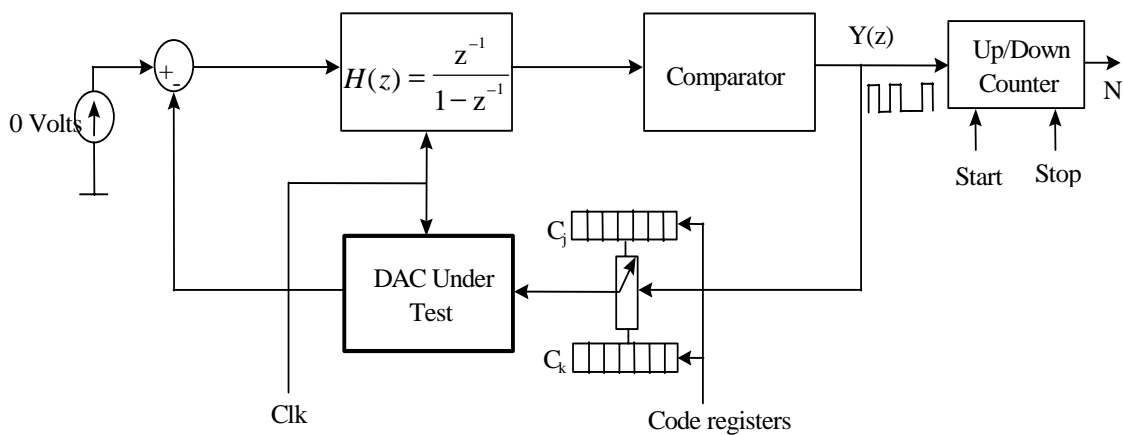 Y(z)
Up/Down
Counter
N
Start
Stop
0 Volts
+
-
H(z) = z⁻¹ / 1 − z⁻¹
Comparator
DAC Under
Test
Cⱼ
Cₖ
Clk
Code registers